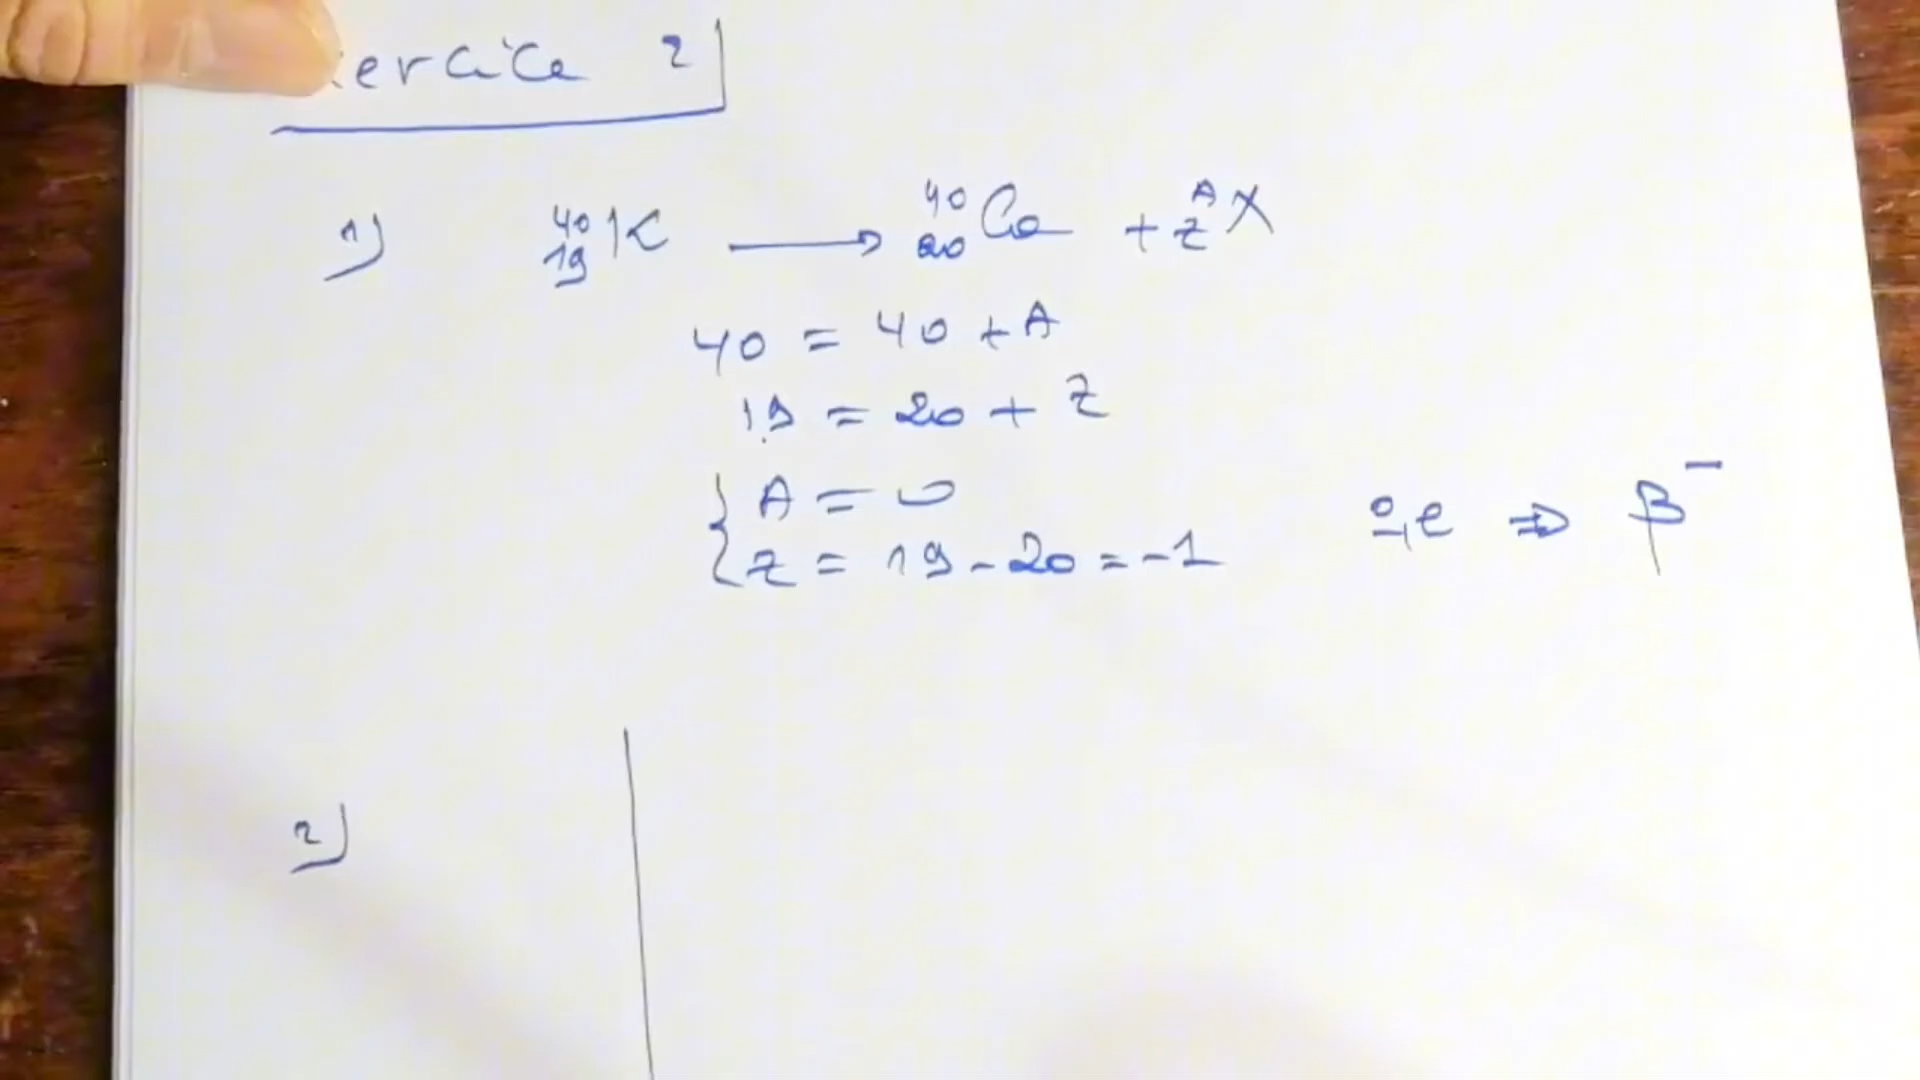 ercice 2
1) ⁴⁰₁₉K ⟶ ⁴⁰₂₀Ca + ᴬ_Z X
40 = 40 + A
19 = 20 + Z
{ A = 0
{ Z = 19 - 20 = -1 ⁰₋₁e ⇒ β⁻
2)